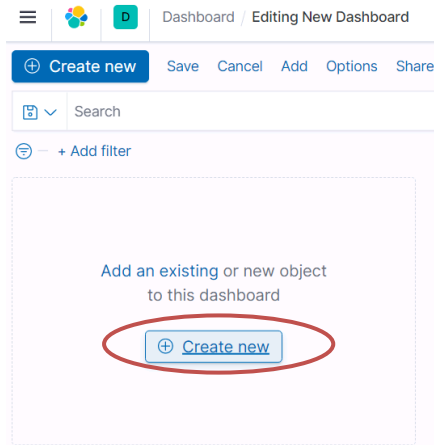 D Dashboard / Editing New Dashboard
Create new Save Cancel Add Options Share
Search
+ Add filter
Add an existing or new object
to this dashboard
Create new